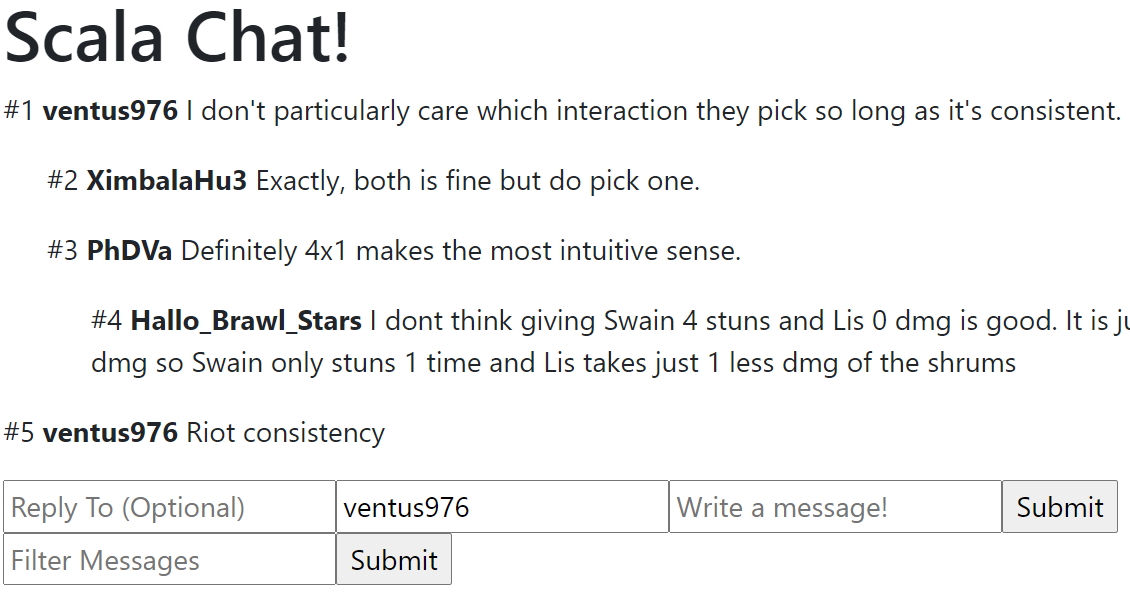 Scala Chat!
#1 ventus976 I don't particularly care which interaction they pick so long as it's consistent.
#2 XimbalaHu3 Exactly, both is fine but do pick one.
#3 PhDVa Definitely 4x1 makes the most intuitive sense.
#4 Hallo_Brawl_Stars I dont think giving Swain 4 stuns and Lis 0 dmg is good. It is
dmg so Swain only stuns 1 time and Lis takes just 1 less dmg of the shrums
#5 ventus976 Riot consistency
Reply To (Optional) ventus976 Write a message! Submit
Filter Messages Submit